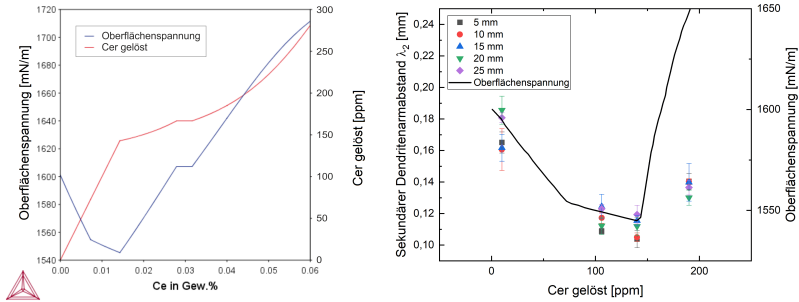 1720
1700
1680
1660
1640
1620
1600
1580
1560
1540
Oberflächenspannung [mN/m]
Oberflächenspannung
Cer gelöst
300
250
200
150
100
50
0
Cer gelöst [ppm]
0.00 0.01 0.02 0.03 0.04 0.05 0.06
Ce in Gew.%
0,24
0,22
0,20
0,18
0,16
0,14
0,12
0,10
Sekundärer Dendritenarmabstand λ2 [mm]
5 mm
10 mm
15 mm
20 mm
25 mm
Oberflächenspannung
1650
1600
1550
Oberflächenspannung [mN/m]
0 100 200
Cer gelöst [ppm]